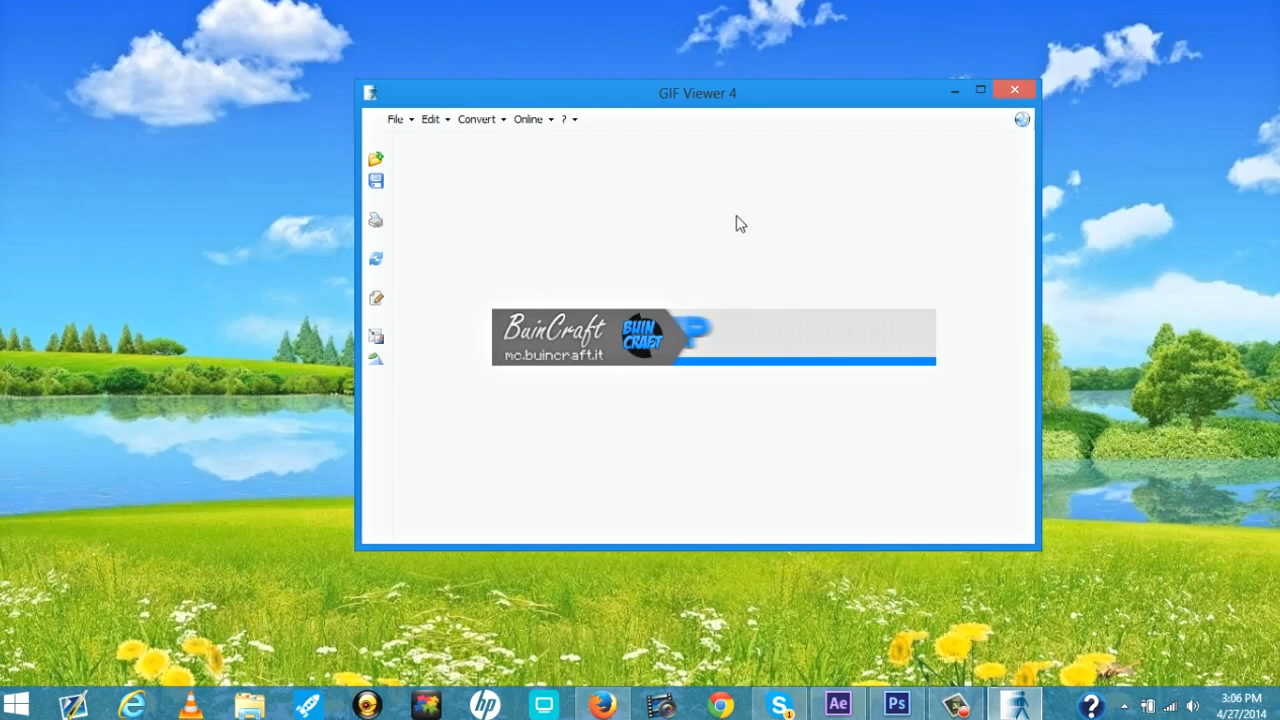 GIF Viewer 4
File Edit Convert Online ?
BuinCraft
mc.buincraft.it
BUIN
CRAFT
P
hp
Ae
Ps
?
1
3:06 PM
4/27/2014